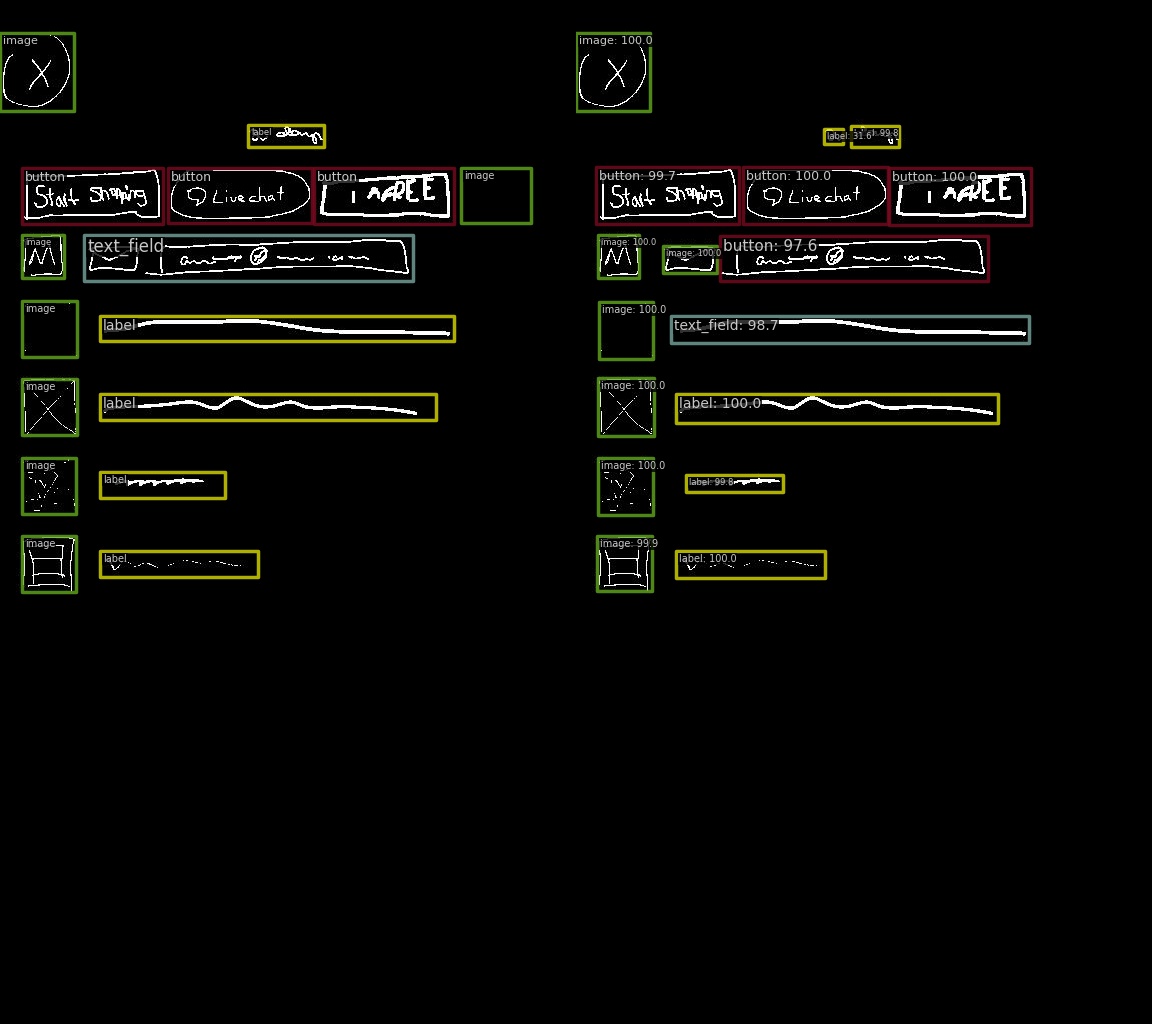 image image: 100.0
X X
label label: 31.6 99.8
button button button image button: 99.7 button: 100.0 button: 100.0
Start Shopping Live chat I AGREE Start Shopping Live chat I AGREE
image text_field image: 100.0 image: 100.0 button: 97.6
M M
image label image: 100.0 text_field: 98.7
image label image: 100.0 label: 100.0
image label image: 100.0 label: 99.8
image label image: 99.9 label: 100.0